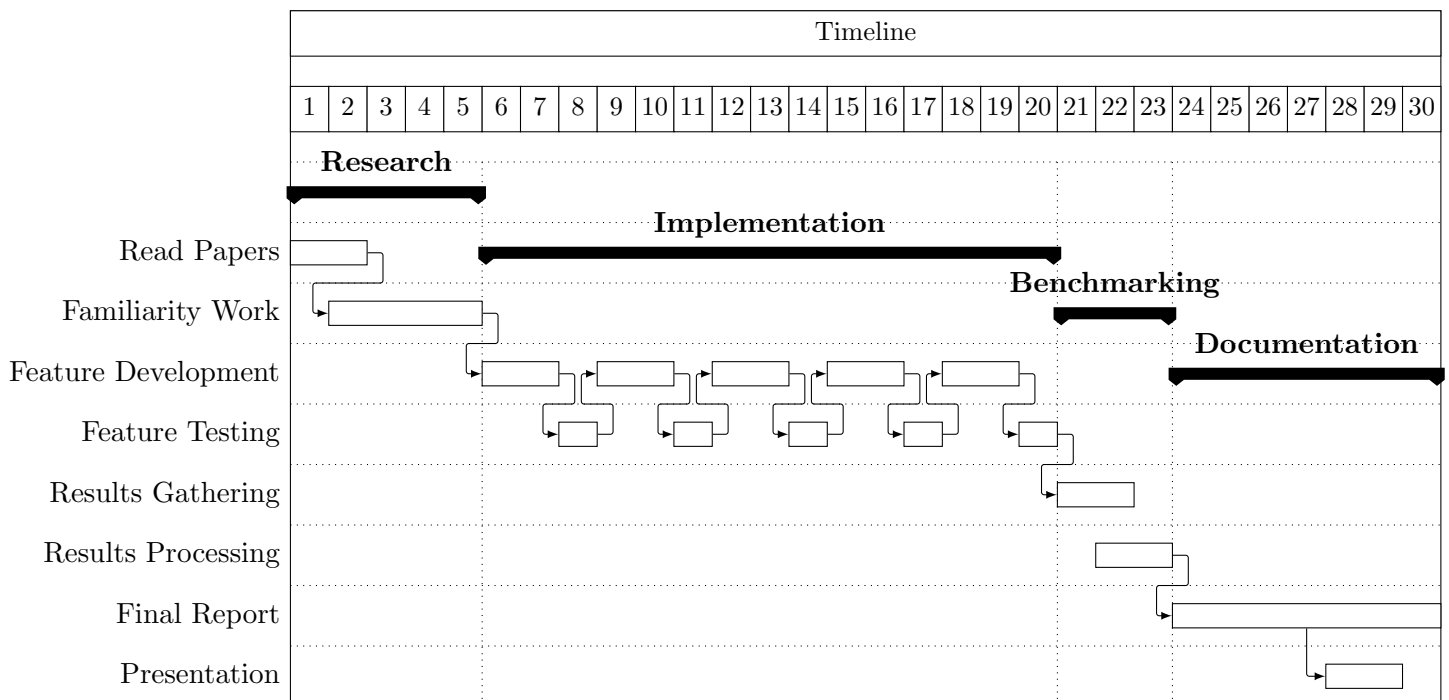 Timeline
1 2 3 4 5 6 7 8 9 10 11 12 13 14 15 16 17 18 19 20 21 22 23 24 25 26 27 28 29 30
Research
Implementation
Read Papers
Benchmarking
Familiarity Work
Documentation
Feature Development
Feature Testing
Results Gathering
Results Processing
Final Report
Presentation